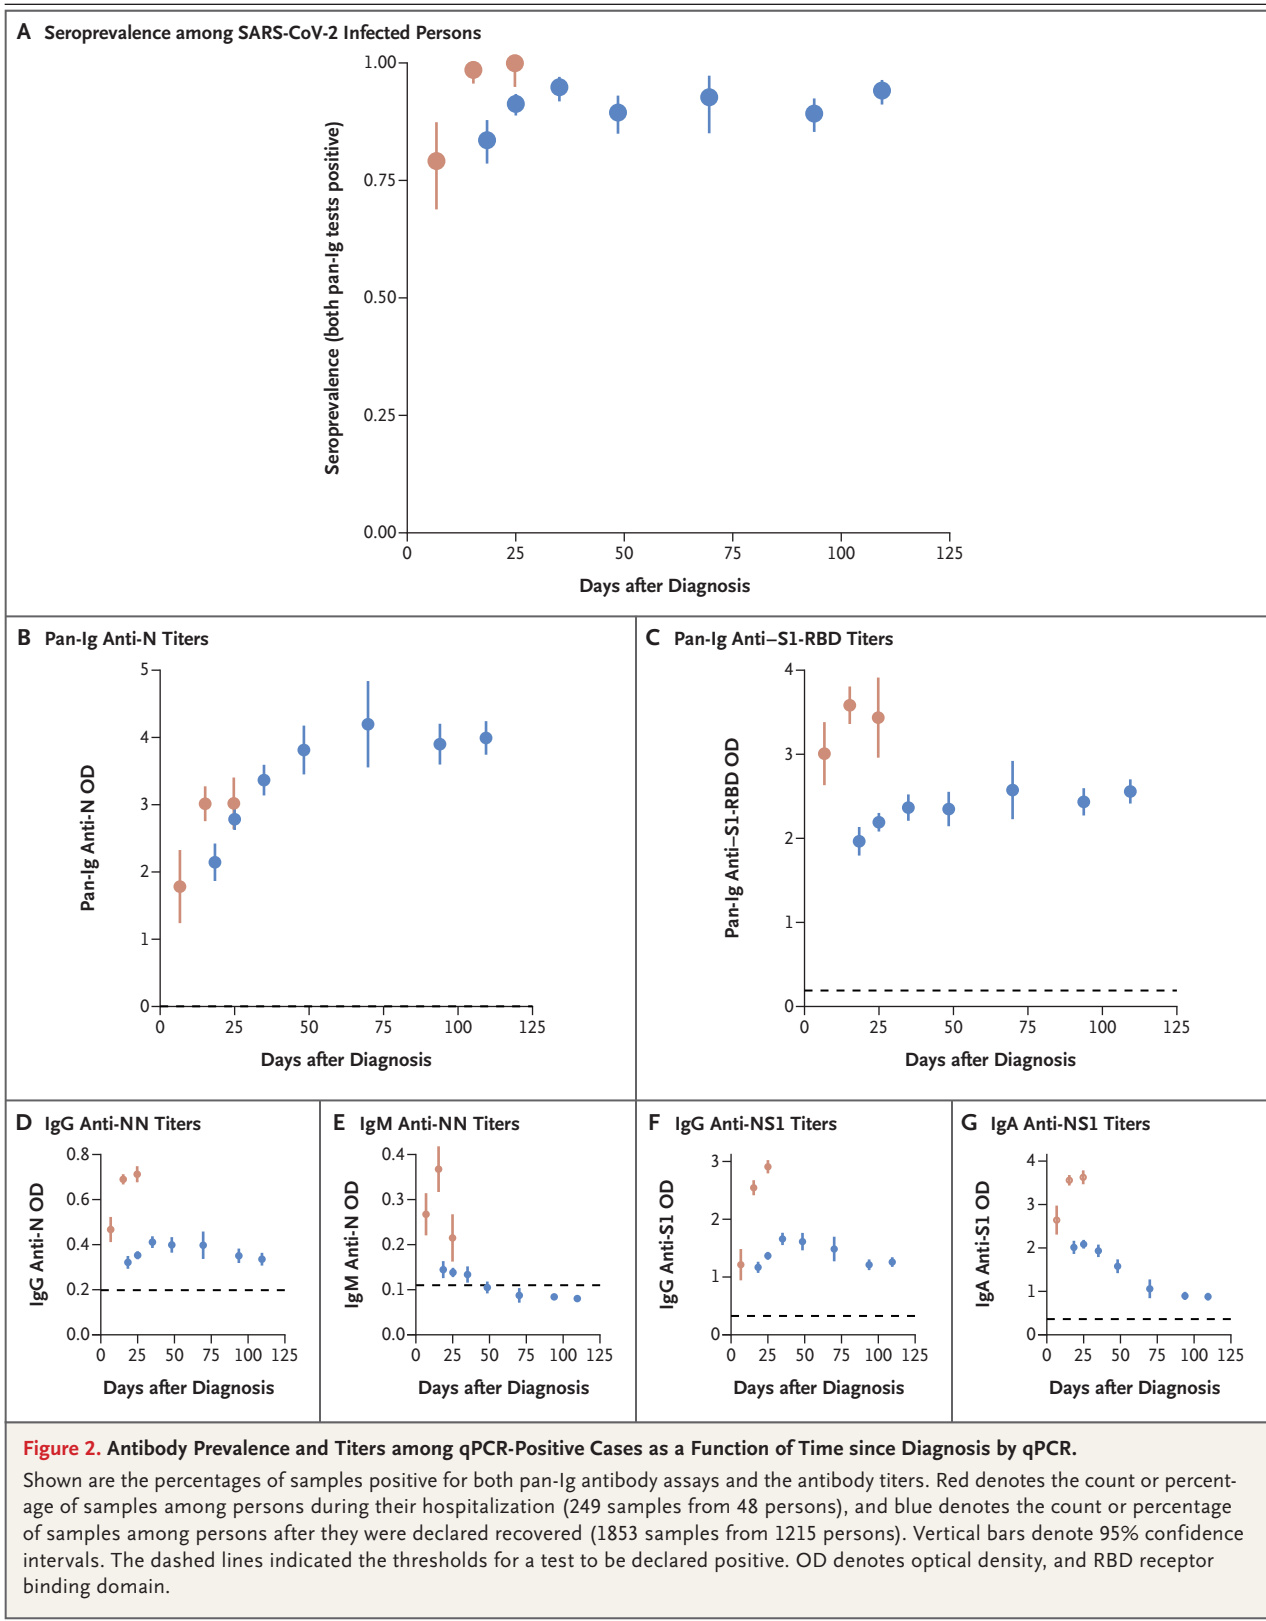 A Seroprevalence among SARS-CoV-2 Infected Persons
Seroprevalence (both pan-Ig tests positive)
1.00
0.75
0.50
0.25
0.00
0 25 50 75 100 125
Days after Diagnosis
B Pan-Ig Anti-N Titers
Pan-Ig Anti-N OD
5
4
3
2
1
0
0 25 50 75 100 125
Days after Diagnosis
C Pan-Ig Anti–S1-RBD Titers
Pan-Ig Anti–S1-RBD OD
4
3
2
1
0
0 25 50 75 100 125
Days after Diagnosis
D IgG Anti-NN Titers
IgG Anti-N OD
0.8
0.6
0.4
0.2
0.0
0 25 50 75 100 125
Days after Diagnosis
E IgM Anti-NN Titers
IgM Anti-N OD
0.4
0.3
0.2
0.1
0.0
0 25 50 75 100 125
Days after Diagnosis
F IgG Anti-NS1 Titers
IgG Anti-S1 OD
3
2
1
0
0 25 50 75 100 125
Days after Diagnosis
G IgA Anti-NS1 Titers
IgA Anti-S1 OD
4
3
2
1
0
0 25 50 75 100 125
Days after Diagnosis
Figure 2. Antibody Prevalence and Titers among qPCR-Positive Cases as a Function of Time since Diagnosis by qPCR.
Shown are the percentages of samples positive for both pan-Ig antibody assays and the antibody titers. Red denotes the count or percent-
age of samples among persons during their hospitalization (249 samples from 48 persons), and blue denotes the count or percentage
of samples among persons after they were declared recovered (1853 samples from 1215 persons). Vertical bars denote 95% confidence
intervals. The dashed lines indicated the thresholds for a test to be declared positive. OD denotes optical density, and RBD receptor
binding domain.